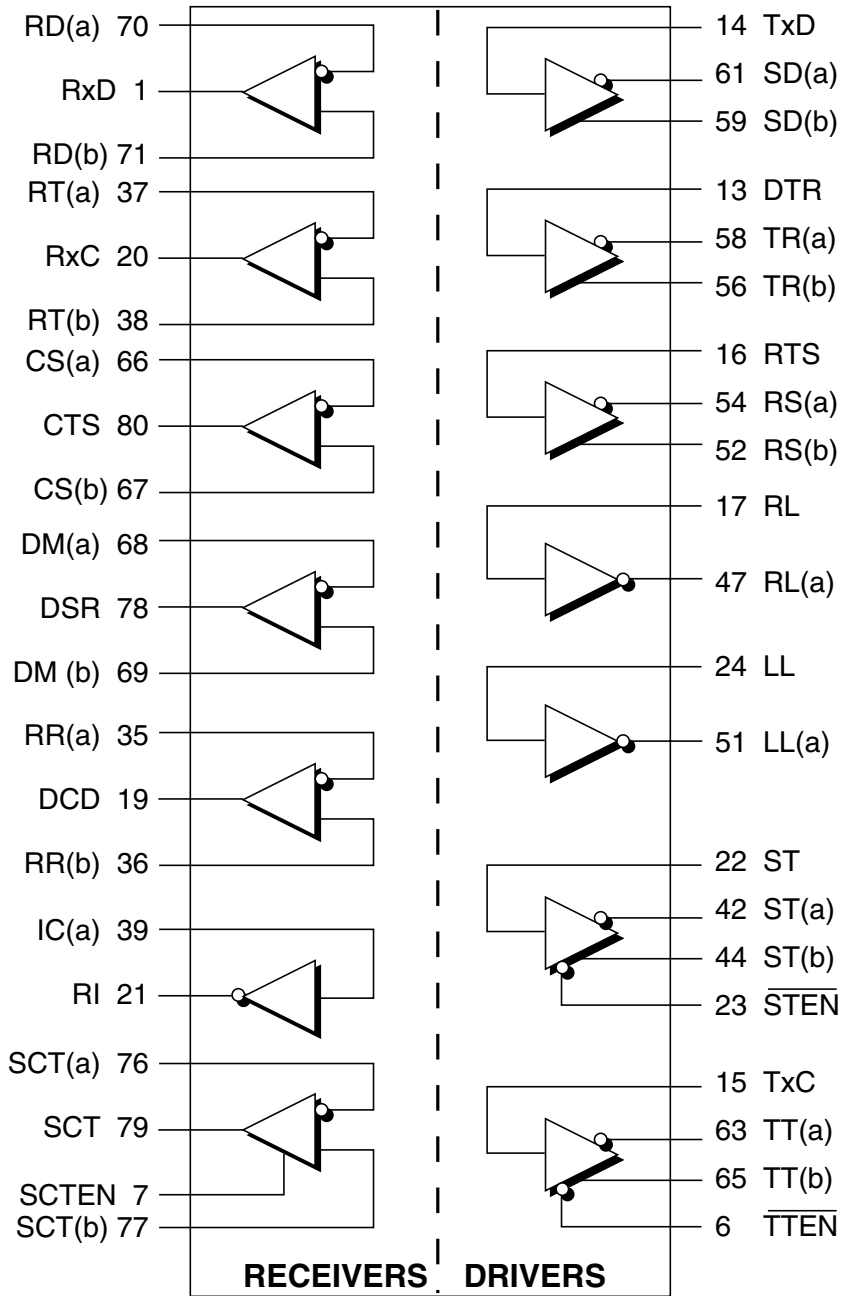 RD(a) 70
RxD 1
RD(b) 71
RT(a) 37
RxC 20
RT(b) 38
CS(a) 66
CTS 80
CS(b) 67
DM(a) 68
DSR 78
DM (b) 69
RR(a) 35
DCD 19
RR(b) 36
IC(a) 39
RI 21
SCT(a) 76
SCT 79
SCTEN 7
SCT(b) 77
RECEIVERS
14 TxD
61 SD(a)
59 SD(b)
13 DTR
58 TR(a)
56 TR(b)
16 RTS
54 RS(a)
52 RS(b)
17 RL
47 RL(a)
24 LL
51 LL(a)
22 ST
42 ST(a)
44 ST(b)
23 S̅T̅E̅N̅
15 TxC
63 TT(a)
65 TT(b)
6 T̅T̅E̅N̅
DRIVERS